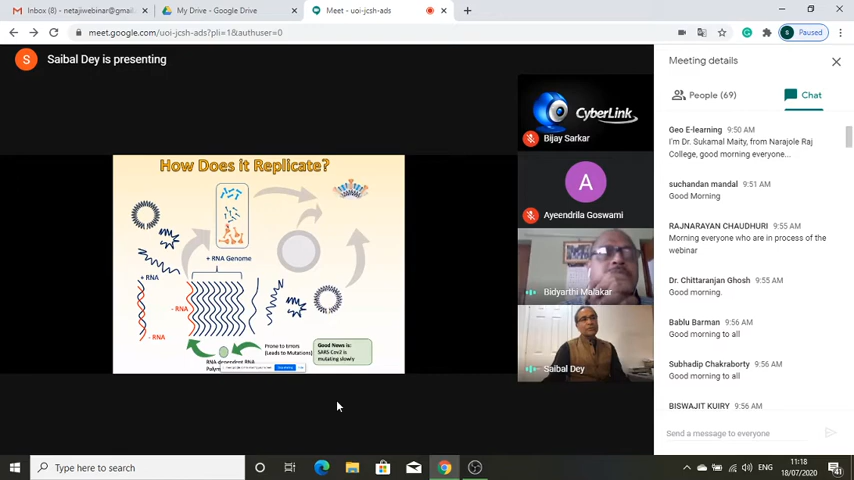 Inbox (8) - netajiwebinar@gmai
My Drive - Google Drive
Meet - uoi-jcsh-ads
meet.google.com/uoi-jcsh-ads?pli=1&authuser=0
Paused
S
Saibal Dey is presenting
How Does it Replicate?
+ RNA Genome
+ RNA
- RNA
- RNA
Prone to Errors
(Leads to Mutations)
Good News is:
SARS Cov2 is
mutating slowly
RNA-dependent RNA
CyberLink
Bijay Sarkar
A
Ayeendrila Goswami
Bidyarthi Malakar
Saibal Dey
Meeting details
People (69)
Chat
Geo E-learning 9:50 AM
I'm Dr. Sukamal Maity, from Narajole Raj
College, good morning everyone...
suchandan mandal 9:51 AM
Good Morning
RAJNARAYAN CHAUDHURI 9:55 AM
Morning everyone who are in process of the
webinar
Dr. Chittaranjan Ghosh 9:55 AM
Good morning.
Bablu Barman 9:56 AM
Good morning to all
Subhadip Chakraborty 9:56 AM
Good morning to all
BISWAJIT KUIRY 9:56 AM
Send a message to everyone
Type here to search
ENG
11:18
18/07/2020